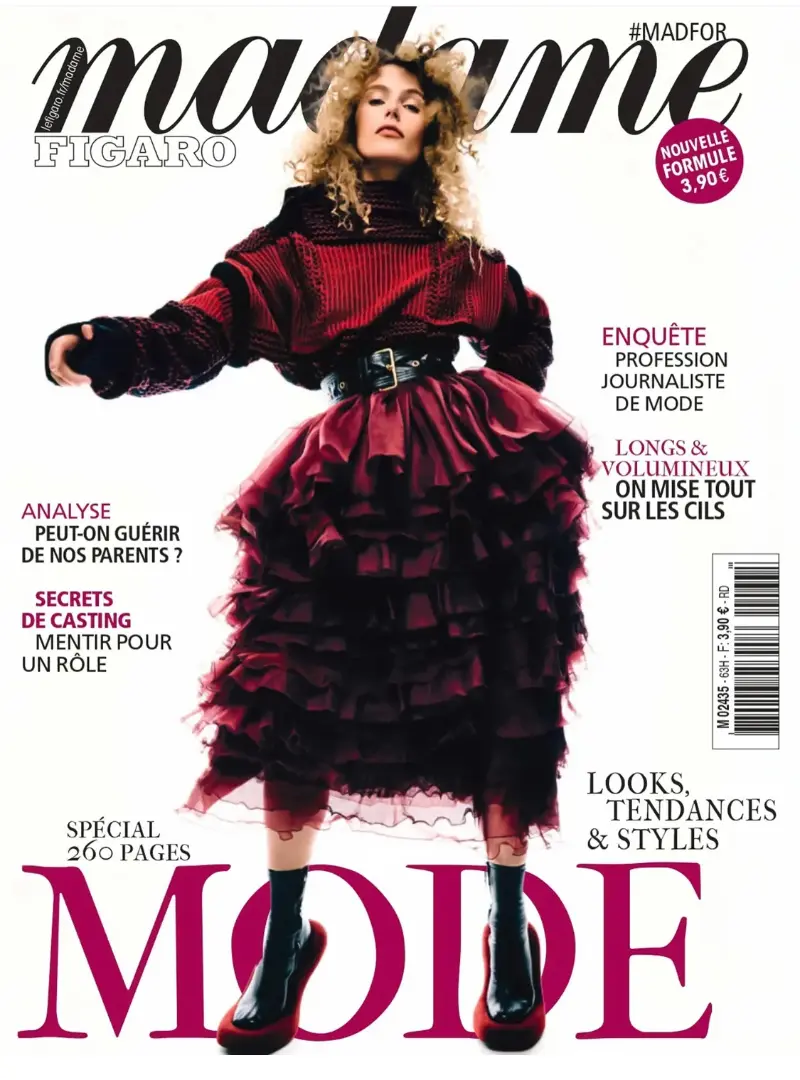 #MADFOR
madame
lefigaro.fr/madame
FIGARO
NOUVELLE
FORMULE
3,90 €
ENQUÊTE
PROFESSION
JOURNALISTE
DE MODE
LONGS &
VOLUMINEUX
ON MISE TOUT
SUR LES CILS
ANALYSE
PEUT-ON GUÉRIR
DE NOS PARENTS ?
SECRETS
DE CASTING
MENTIR POUR
UN RÔLE
M 02435 - 63H - F: 3,90 € - RD
LOOKS,
TENDANCES
& STYLES
SPÉCIAL
260 PAGES
MODE